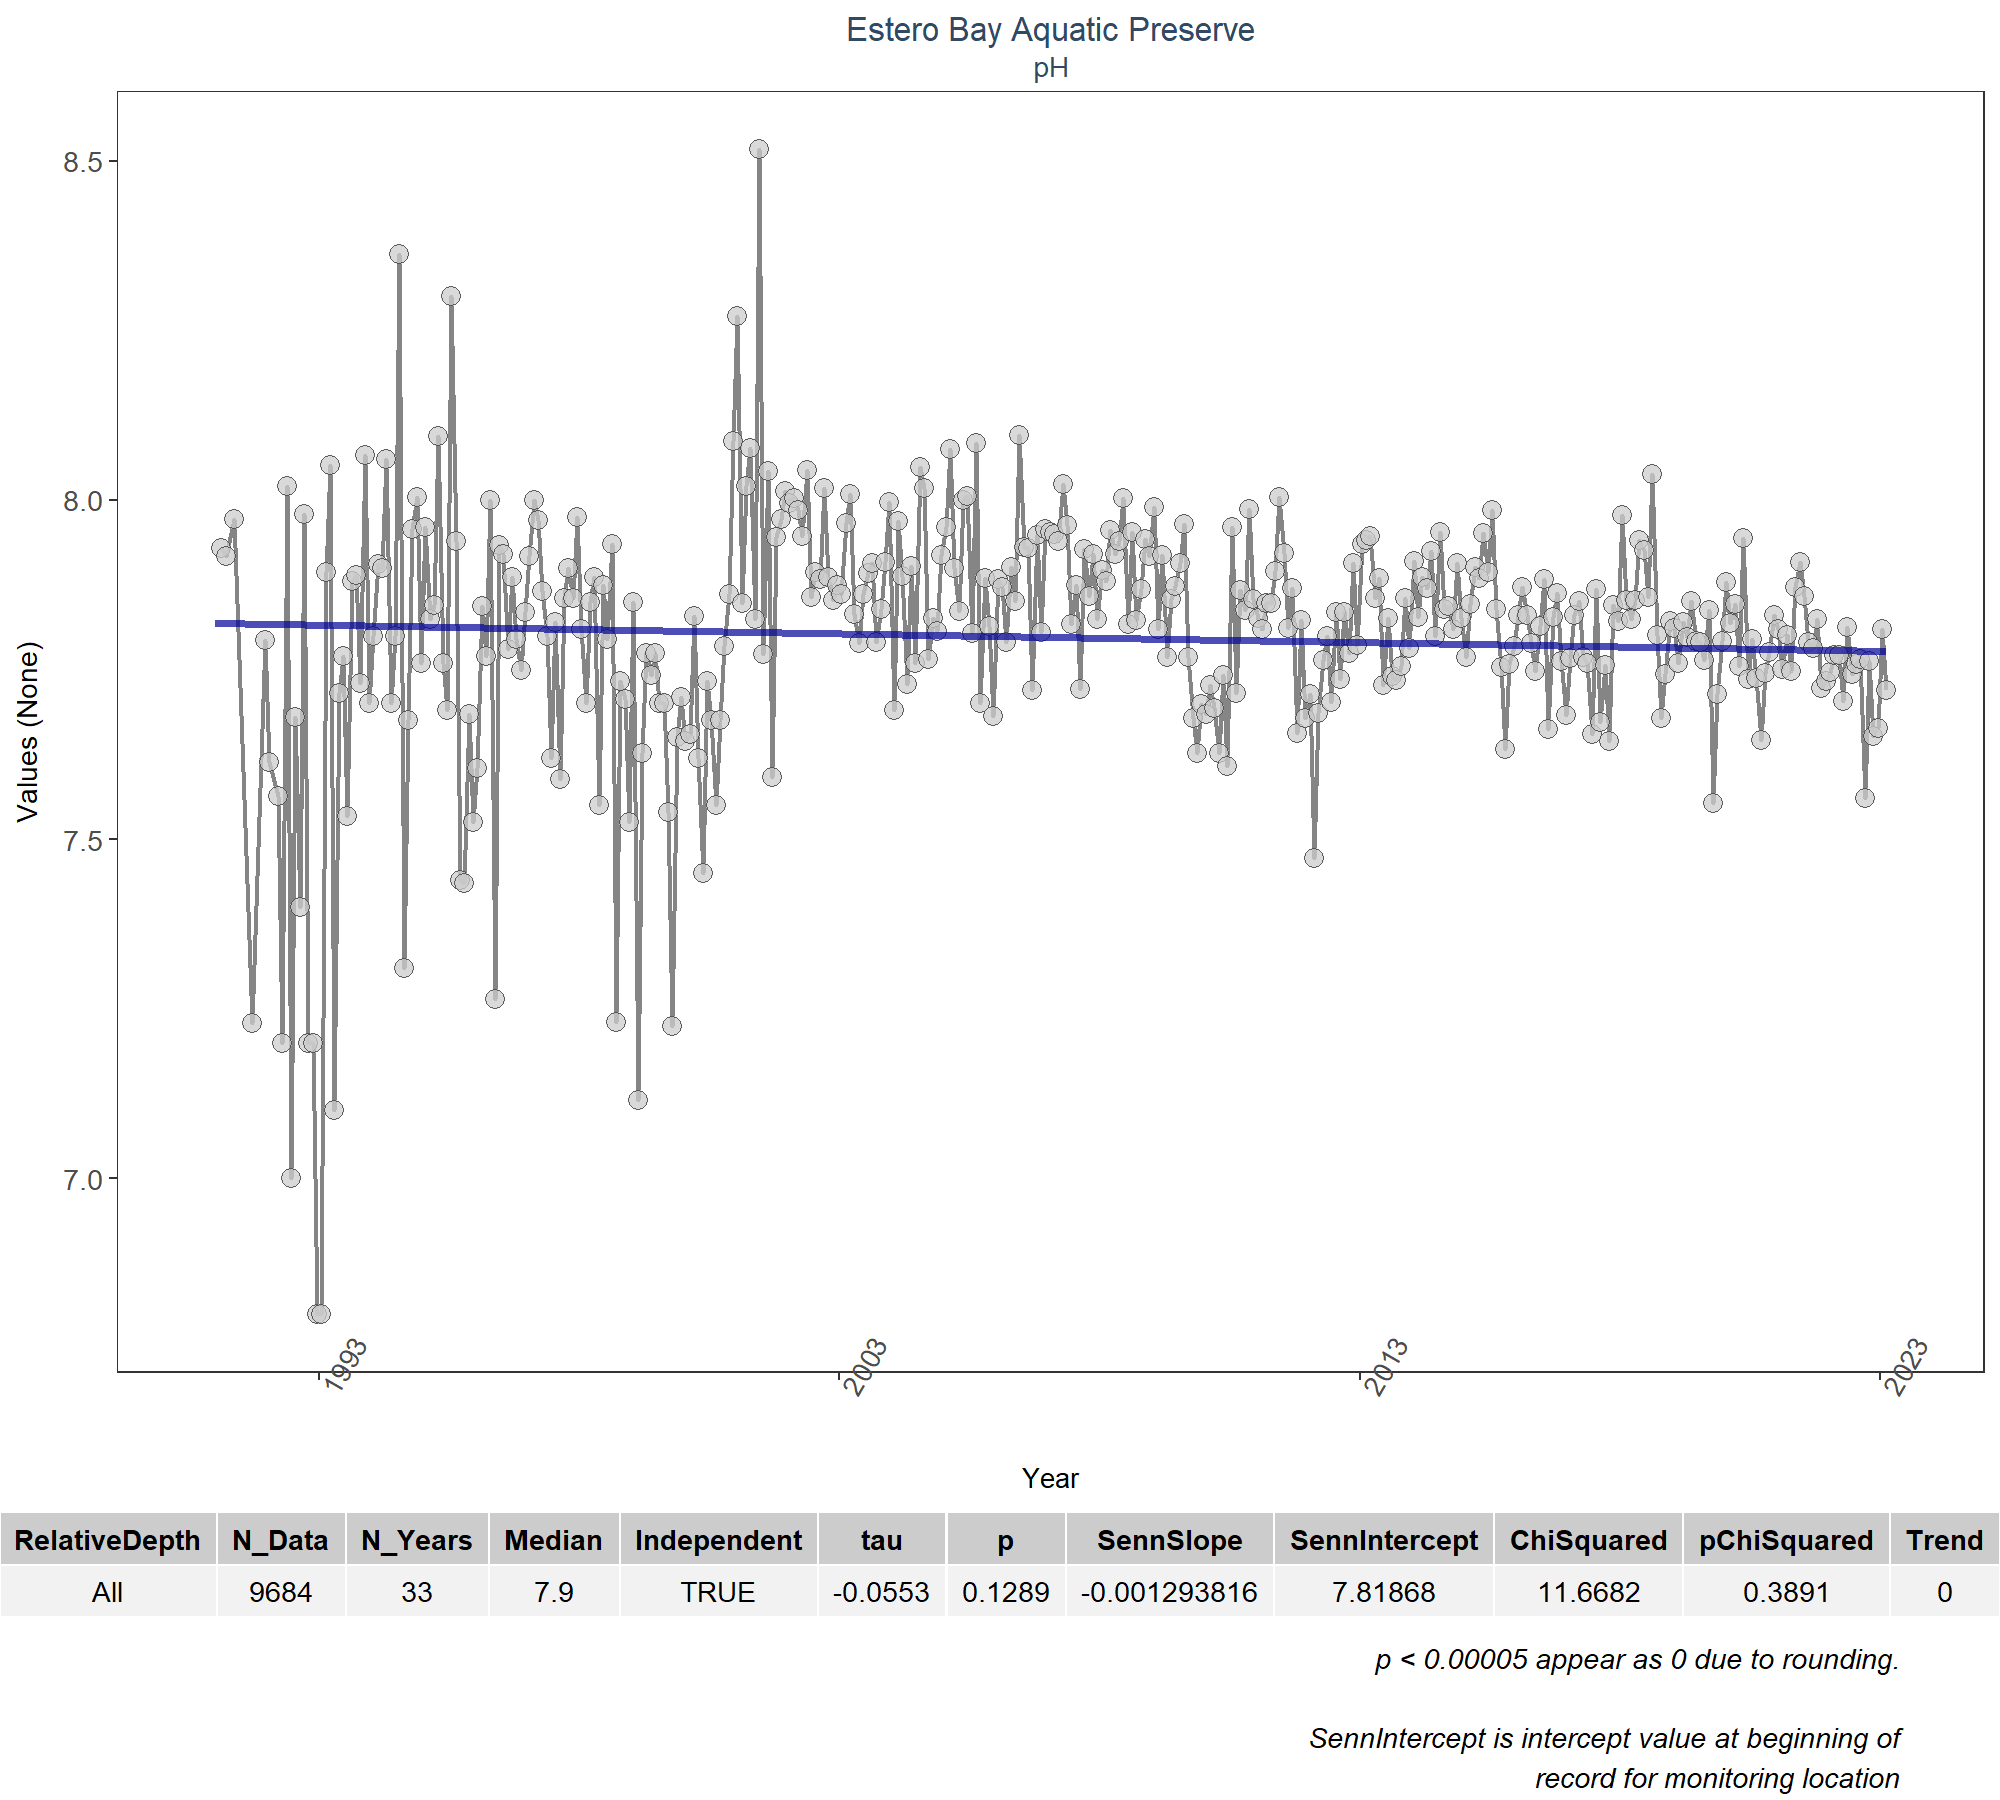 Estero Bay Aquatic Preserve
pH
Values (None)
8.5
8.0
7.5
7.0
1993 2003 2013 2023
Year
RelativeDepth N_Data N_Years Median Independent tau p SennSlope SennIntercept ChiSquared pChiSquared Trend
All 9684 33 7.9 TRUE -0.0553 0.1289 -0.001293816 7.81868 11.6682 0.3891 0
p < 0.00005 appear as 0 due to rounding.
SennIntercept is intercept value at beginning of
record for monitoring location